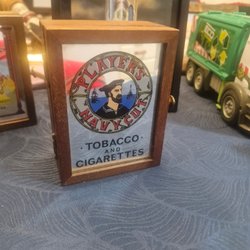 PLAYER'S
NAVY CUT
· TOBACCO
AND
CIGARETTES ·